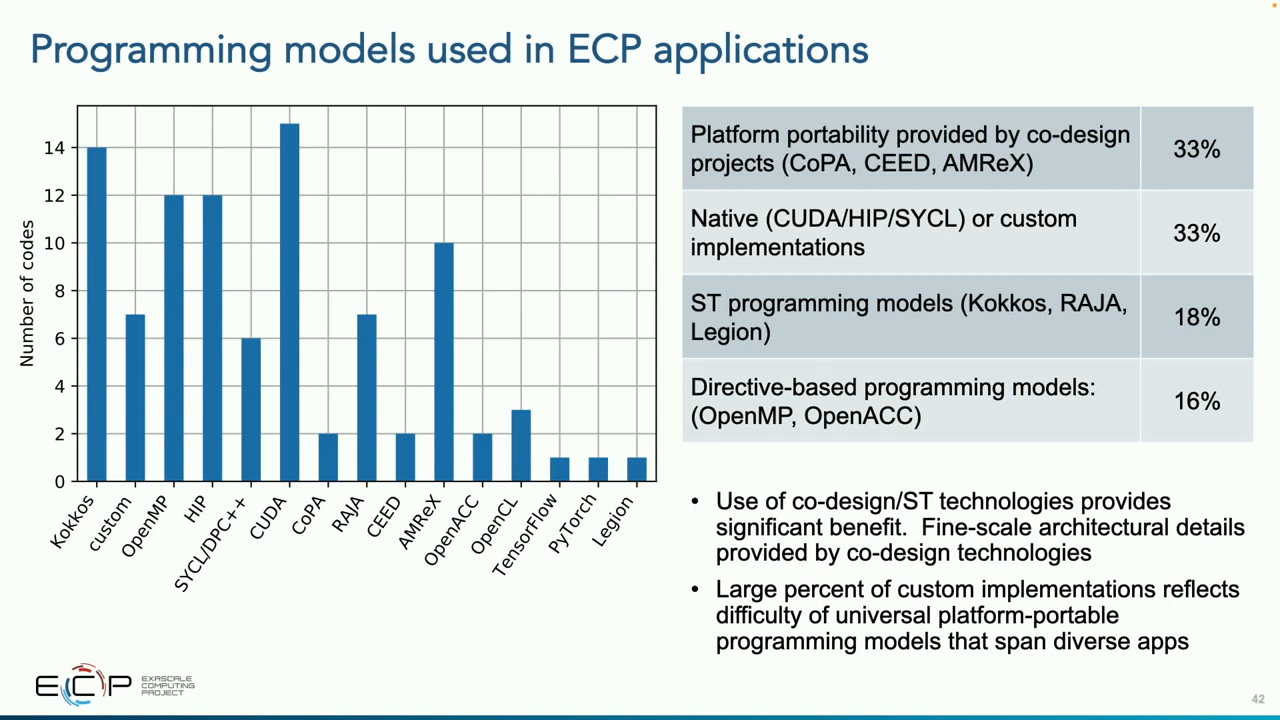 Programming models used in ECP applications
14
12
10
8
6
4
2
0
Number of codes
Kokkos
custom
OpenMP
HIP
SYCL/DPC++
CUDA
CoPA
RAJA
CEED
AMReX
OpenACC
OpenCL
TensorFlow
PyTorch
Legion
Platform portability provided by co-design
projects (CoPA, CEED, AMReX)
33%
Native (CUDA/HIP/SYCL) or custom
implementations
33%
ST programming models (Kokkos, RAJA,
Legion)
18%
Directive-based programming models:
(OpenMP, OpenACC)
16%
• Use of co-design/ST technologies provides
significant benefit. Fine-scale architectural details
provided by co-design technologies
• Large percent of custom implementations reflects
difficulty of universal platform-portable
programming models that span diverse apps
ECP
EXASCALE
COMPUTING
PROJECT
42